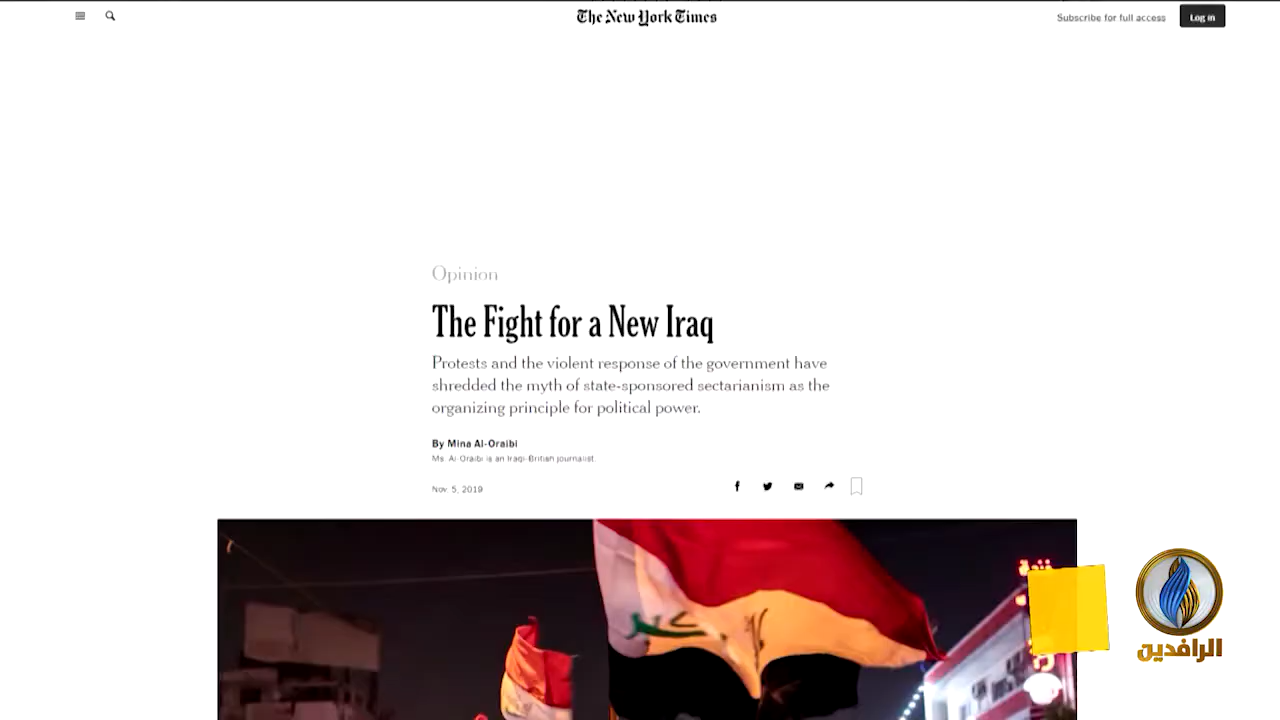 The New York Times
Subscribe for full access
Log in
Opinion
The Fight for a New Iraq
Protests and the violent response of the government have
shredded the myth of state-sponsored sectarianism as the
organizing principle for political power.
By Mina Al-Oraibi
Ms. Al-Oraibi is an Iraqi-British journalist.
Nov. 5, 2019
الرافدين